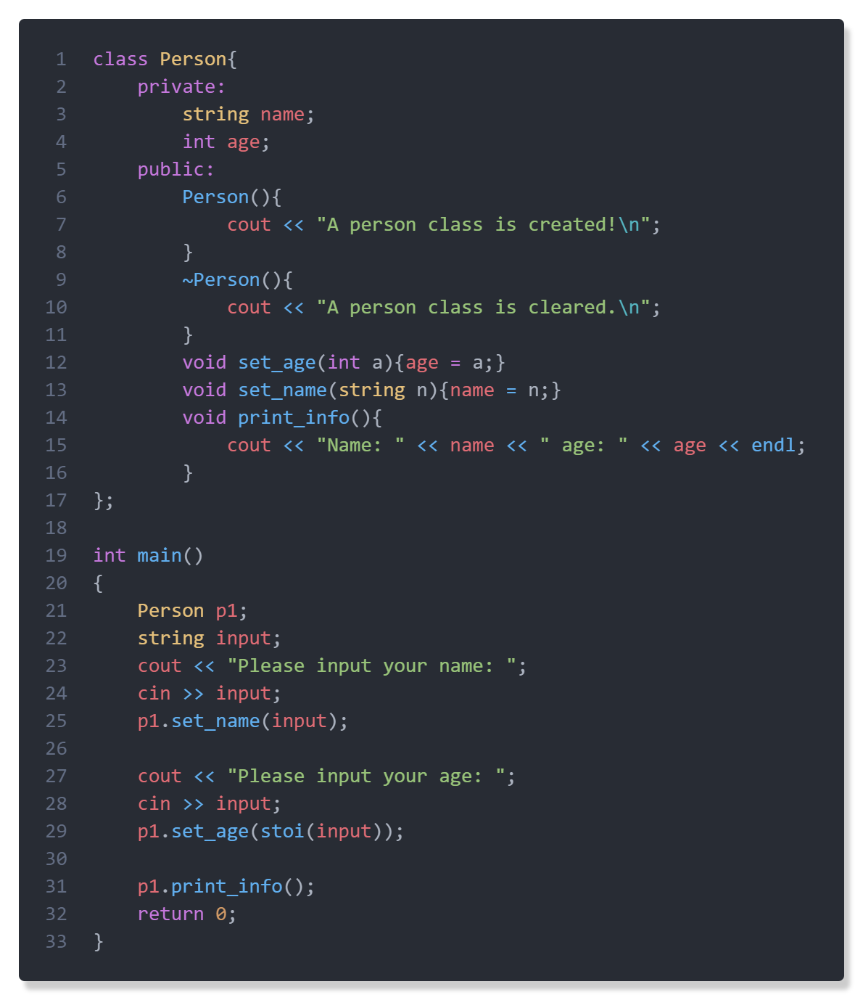 1 class Person{
2     private:
3         string name;
4         int age;
5     public:
6         Person(){
7             cout << "A person class is created!\n";
8         }
9         ~Person(){
10             cout << "A person class is cleared.\n";
11         }
12         void set_age(int a){age = a;}
13         void set_name(string n){name = n;}
14         void print_info(){
15             cout << "Name: " << name << " age: " << age << endl;
16         }
17 };
18
19 int main()
20 {
21     Person p1;
22     string input;
23     cout << "Please input your name: ";
24     cin >> input;
25     p1.set_name(input);
26
27     cout << "Please input your age: ";
28     cin >> input;
29     p1.set_age(stoi(input));
30
31     p1.print_info();
32     return 0;
33 }